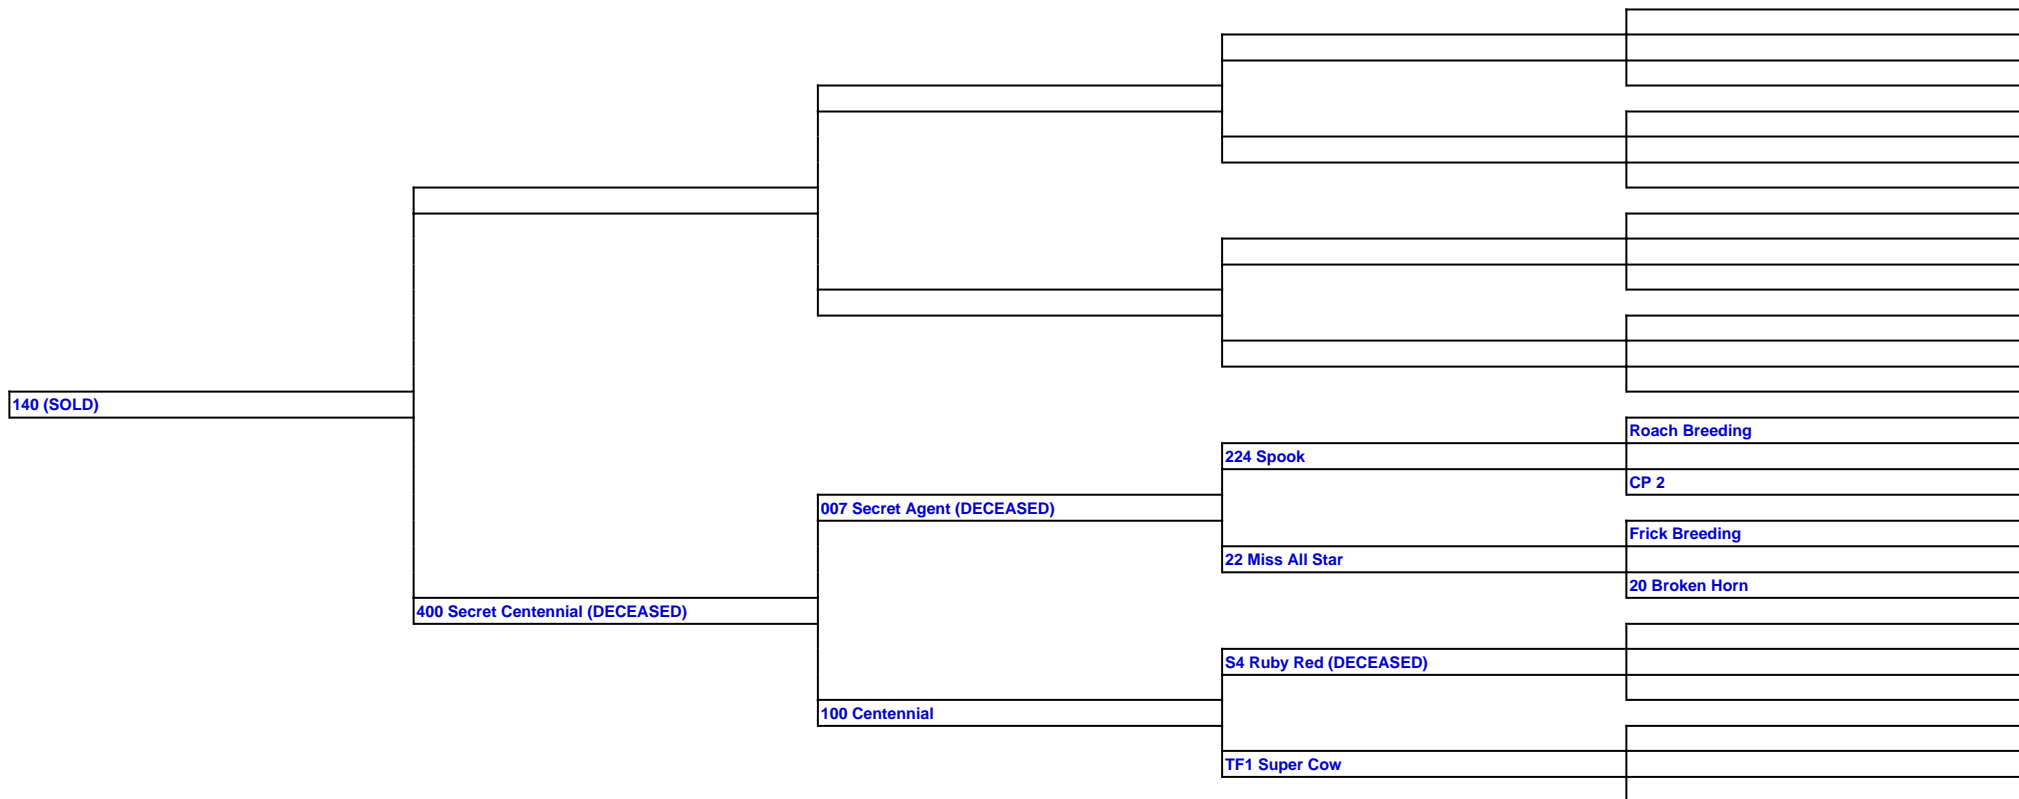 140 (SOLD)
Roach Breeding
224 Spook
CP 2
007 Secret Agent (DECEASED)
Frick Breeding
22 Miss All Star
20 Broken Horn
400 Secret Centennial (DECEASED)
S4 Ruby Red (DECEASED)
100 Centennial
TF1 Super Cow